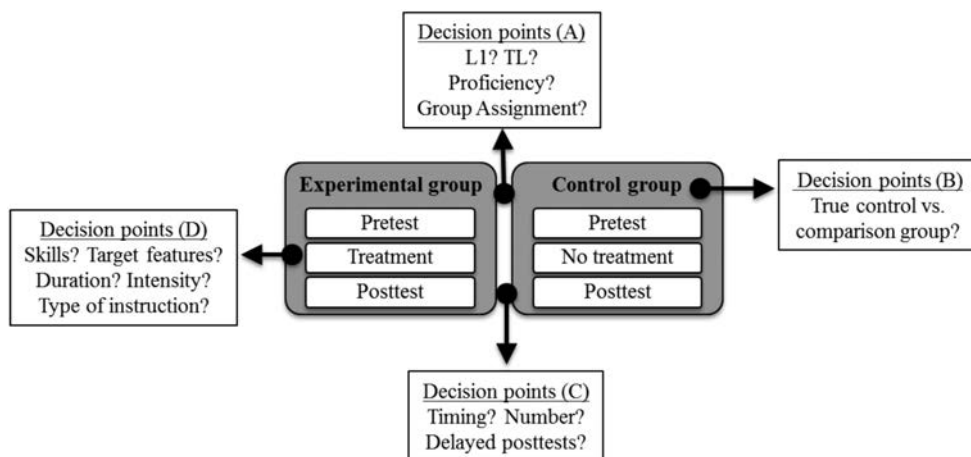 Decision points (A)
L1? TL?
Proficiency?
Group Assignment?
Experimental group
Pretest
Treatment
Posttest
Control group
Pretest
No treatment
Posttest
Decision points (B)
True control vs.
comparison group?
Decision points (D)
Skills? Target features?
Duration? Intensity?
Type of instruction?
Decision points (C)
Timing? Number?
Delayed posttests?